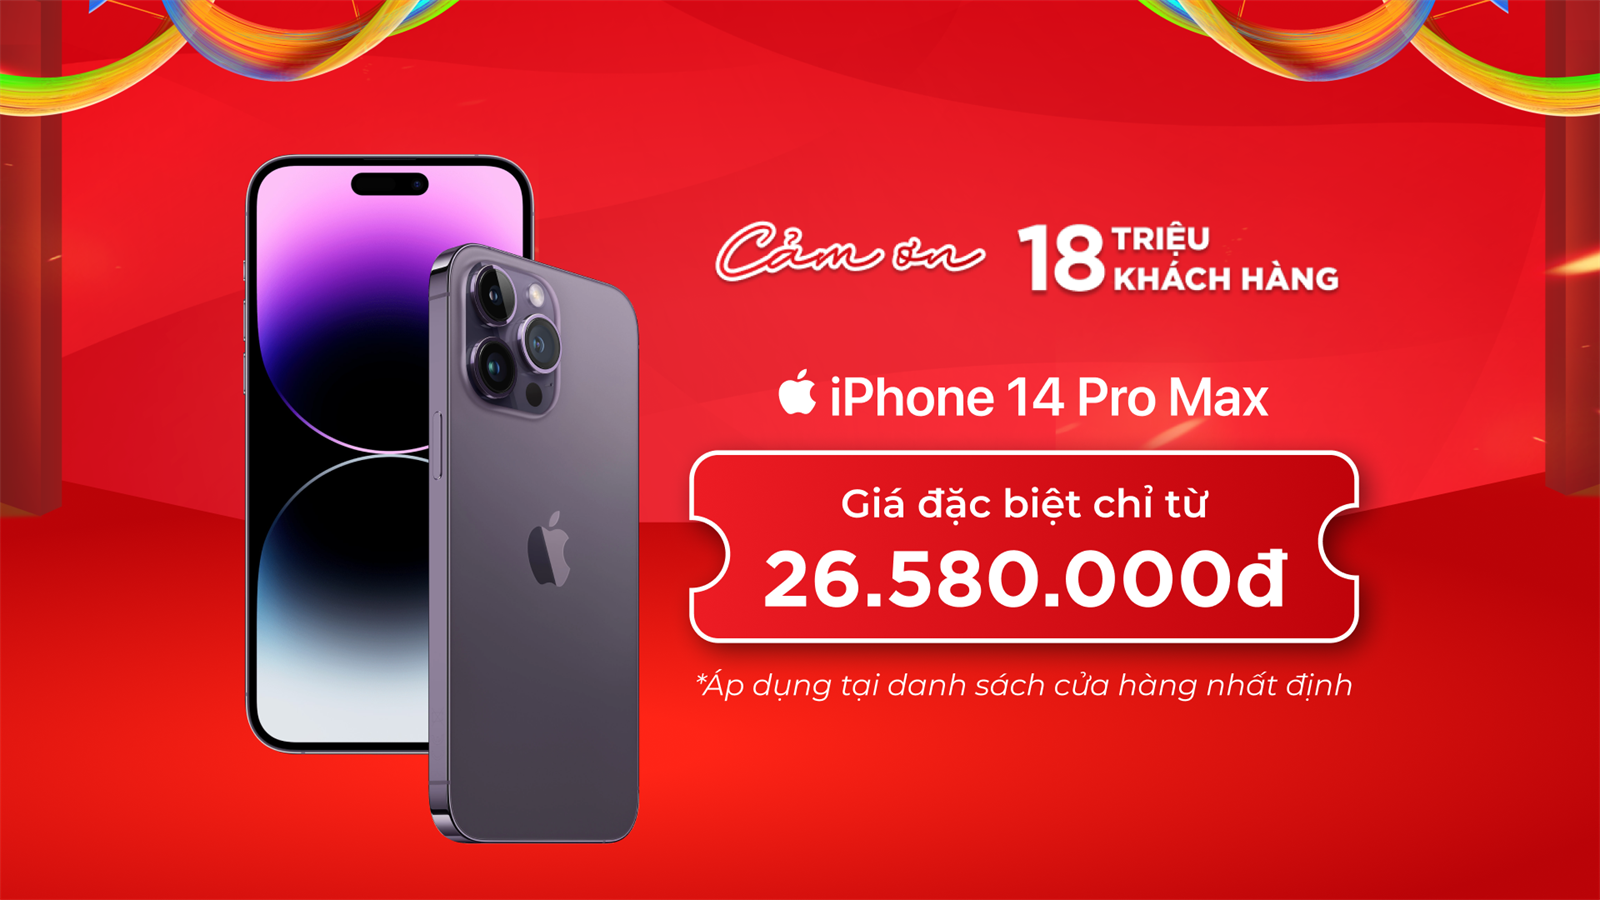 Cảm ơn
18 TRIỆU
KHÁCH HÀNG
iPhone 14 Pro Max
Giá đặc biệt chỉ từ
26.580.000đ
*Áp dụng tại danh sách cửa hàng nhất định